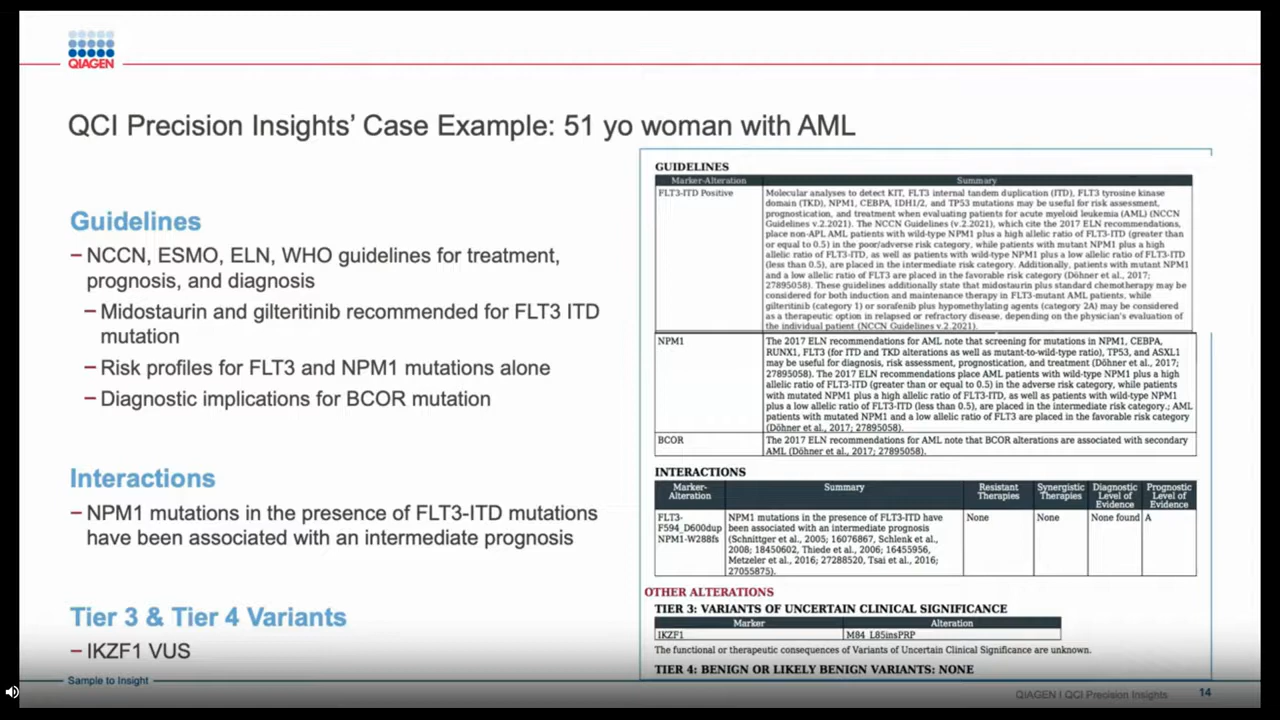 QIAGEN
QCI Precision Insights' Case Example: 51 yo woman with AML
Guidelines
– NCCN, ESMO, ELN, WHO guidelines for treatment,
prognosis, and diagnosis
– Midostaurin and gilteritinib recommended for FLT3 ITD
mutation
– Risk profiles for FLT3 and NPM1 mutations alone
– Diagnostic implications for BCOR mutation
Interactions
– NPM1 mutations in the presence of FLT3-ITD mutations
have been associated with an intermediate prognosis
Tier 3 & Tier 4 Variants
– IKZF1 VUS
GUIDELINES
Marker-Alteration Summary
FLT3-ITD Positive Molecular analyses to detect KIT, FLT3 internal tandem duplication (ITD), FLT3 tyrosine kinase
domain (TKD), NPM1, CEBPA, IDH1/2, and TP53 mutations may be useful for risk assessment,
prognostication, and treatment when evaluating patients for acute myeloid leukemia (AML) (NCCN
Guidelines v.2.2021). The NCCN Guidelines (v.2.2021), which cite the 2017 ELN recommendations,
place non-APL AML patients with wild-type NPM1 plus a high allelic ratio of FLT3-ITD (greater than
or equal to 0.5) in the poor/adverse risk category, while patients with mutant NPM1 plus a high
allelic ratio of FLT3-ITD, as well as patients with wild-type NPM1 plus a low allelic ratio of FLT3-ITD
(less than 0.5), are placed in the intermediate risk category. Additionally, patients with mutant NPM1
and a low allelic ratio of FLT3 are placed in the favorable risk category (Döhner et al., 2017;
27895058). These guidelines additionally state that midostaurin plus standard chemotherapy may be
considered for both induction and maintenance therapy in FLT3-mutant AML patients, while
gilteritinib (category 1) or sorafenib plus hypomethylating agents (category 2A) may be considered
as a therapeutic option in relapsed or refractory disease, depending on the physician's evaluation of
the individual patient (NCCN Guidelines v.2.2021).
NPM1 The 2017 ELN recommendations for AML note that screening for mutations in NPM1, CEBPA,
RUNX1, FLT3 (for ITD and TKD alterations as well as mutant-to-wild-type ratio), TP53, and ASXL1
may be useful for diagnosis, risk assessment, prognostication, and treatment (Döhner et al., 2017;
27895058). The 2017 ELN recommendations place AML patients with wild-type NPM1 plus a high
allelic ratio of FLT3-ITD (greater than or equal to 0.5) in the adverse risk category, while patients
with mutated NPM1 plus a high allelic ratio of FLT3-ITD, as well as patients with wild-type NPM1
plus a low allelic ratio of FLT3-ITD (less than 0.5), are placed in the intermediate risk category.; AML
patients with mutated NPM1 and a low allelic ratio of FLT3 are placed in the favorable risk category
(Döhner et al., 2017; 27895058).
BCOR The 2017 ELN recommendations for AML note that BCOR alterations are associated with secondary
AML (Döhner et al., 2017; 27895058).
INTERACTIONS
Marker- Summary Resistant Synergistic Diagnostic Prognostic
Alteration Therapies Therapies Level of Level of
Evidence Evidence
FLT3- NPM1 mutations in the presence of FLT3-ITD have None None None found A
F594_D600dup been associated with an intermediate prognosis
NPM1-W288fs (Schnittger et al., 2005; 16076867, Schlenk et al.,
2008; 18450602, Thiede et al., 2006; 16455956,
Metzeler et al., 2016; 27288520, Tsai et al., 2016;
27055875).
OTHER ALTERATIONS
TIER 3: VARIANTS OF UNCERTAIN CLINICAL SIGNIFICANCE
Marker Alteration
IKZF1 M84_L85insPRP
The functional or therapeutic consequences of Variants of Uncertain Clinical Significance are unknown.
TIER 4: BENIGN OR LIKELY BENIGN VARIANTS: NONE
Sample to Insight
QIAGEN | QCI Precision Insights 14